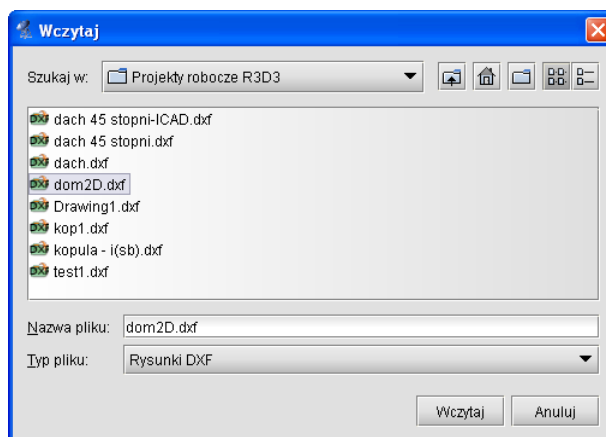 Wczytaj
Szukaj w: Projekty robocze R3D3
dach 45 stopni-ICAD.dxf
dach 45 stopni.dxf
dach.dxf
dom2D.dxf
Drawing1.dxf
kop1.dxf
kopula - i(sb).dxf
test1.dxf
Nazwa pliku: dom2D.dxf
Typ pliku: Rysunki DXF
Wczytaj Anuluj